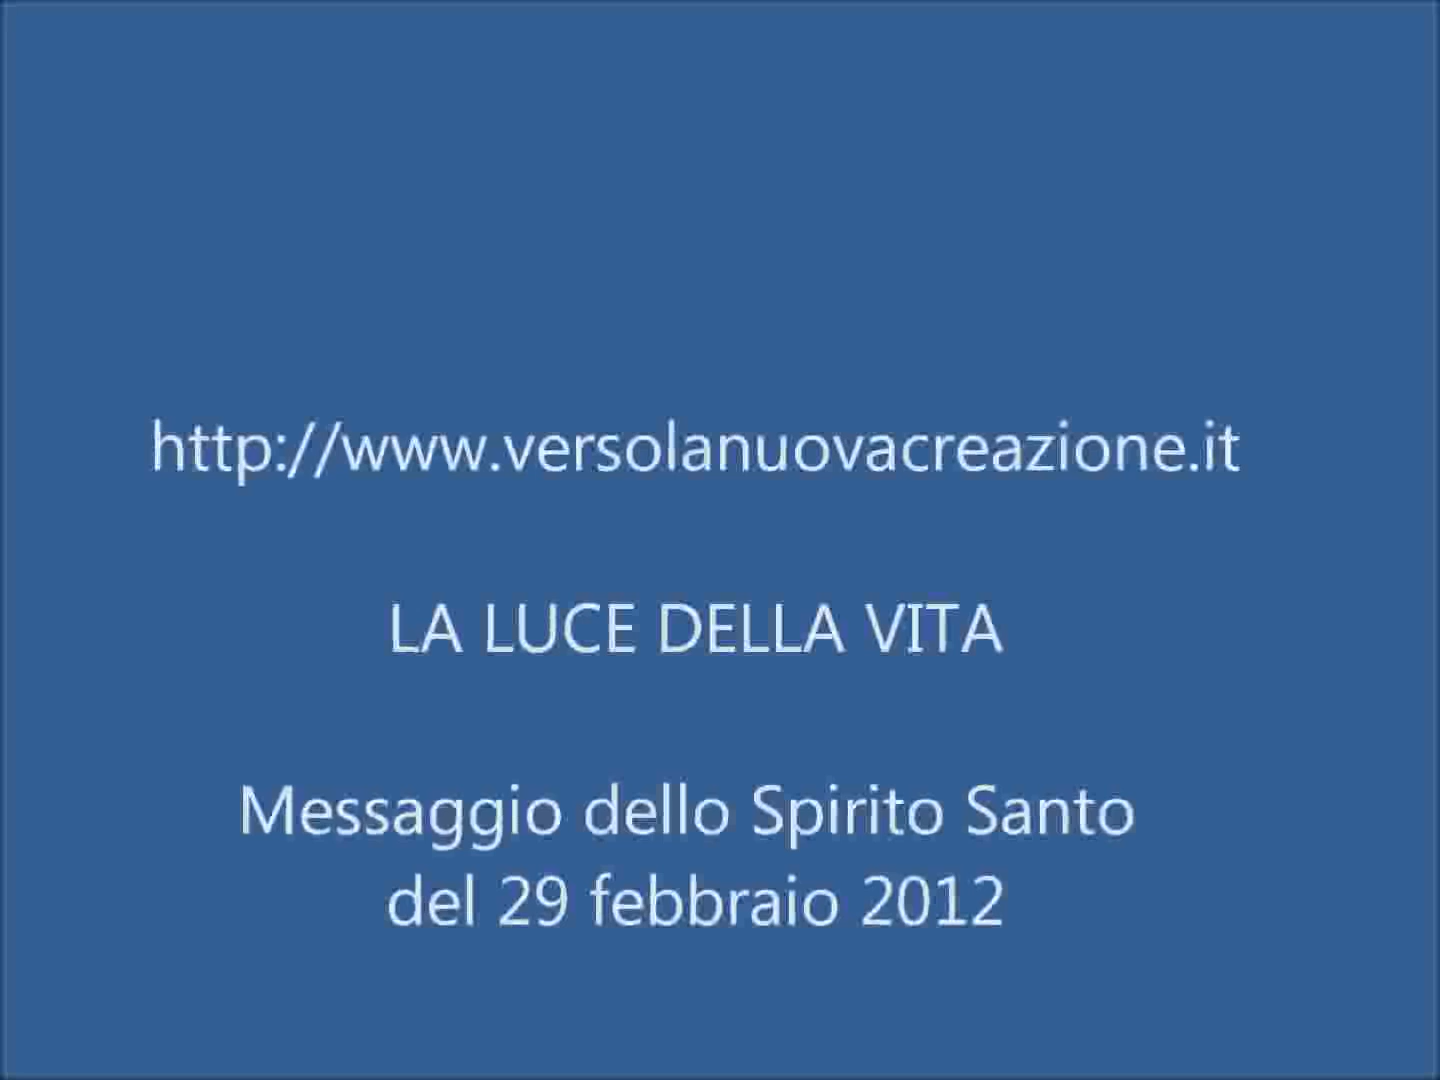 http://www.versolanuovacreazione.it
LA LUCE DELLA VITA
Messaggio dello Spirito Santo
del 29 febbraio 2012